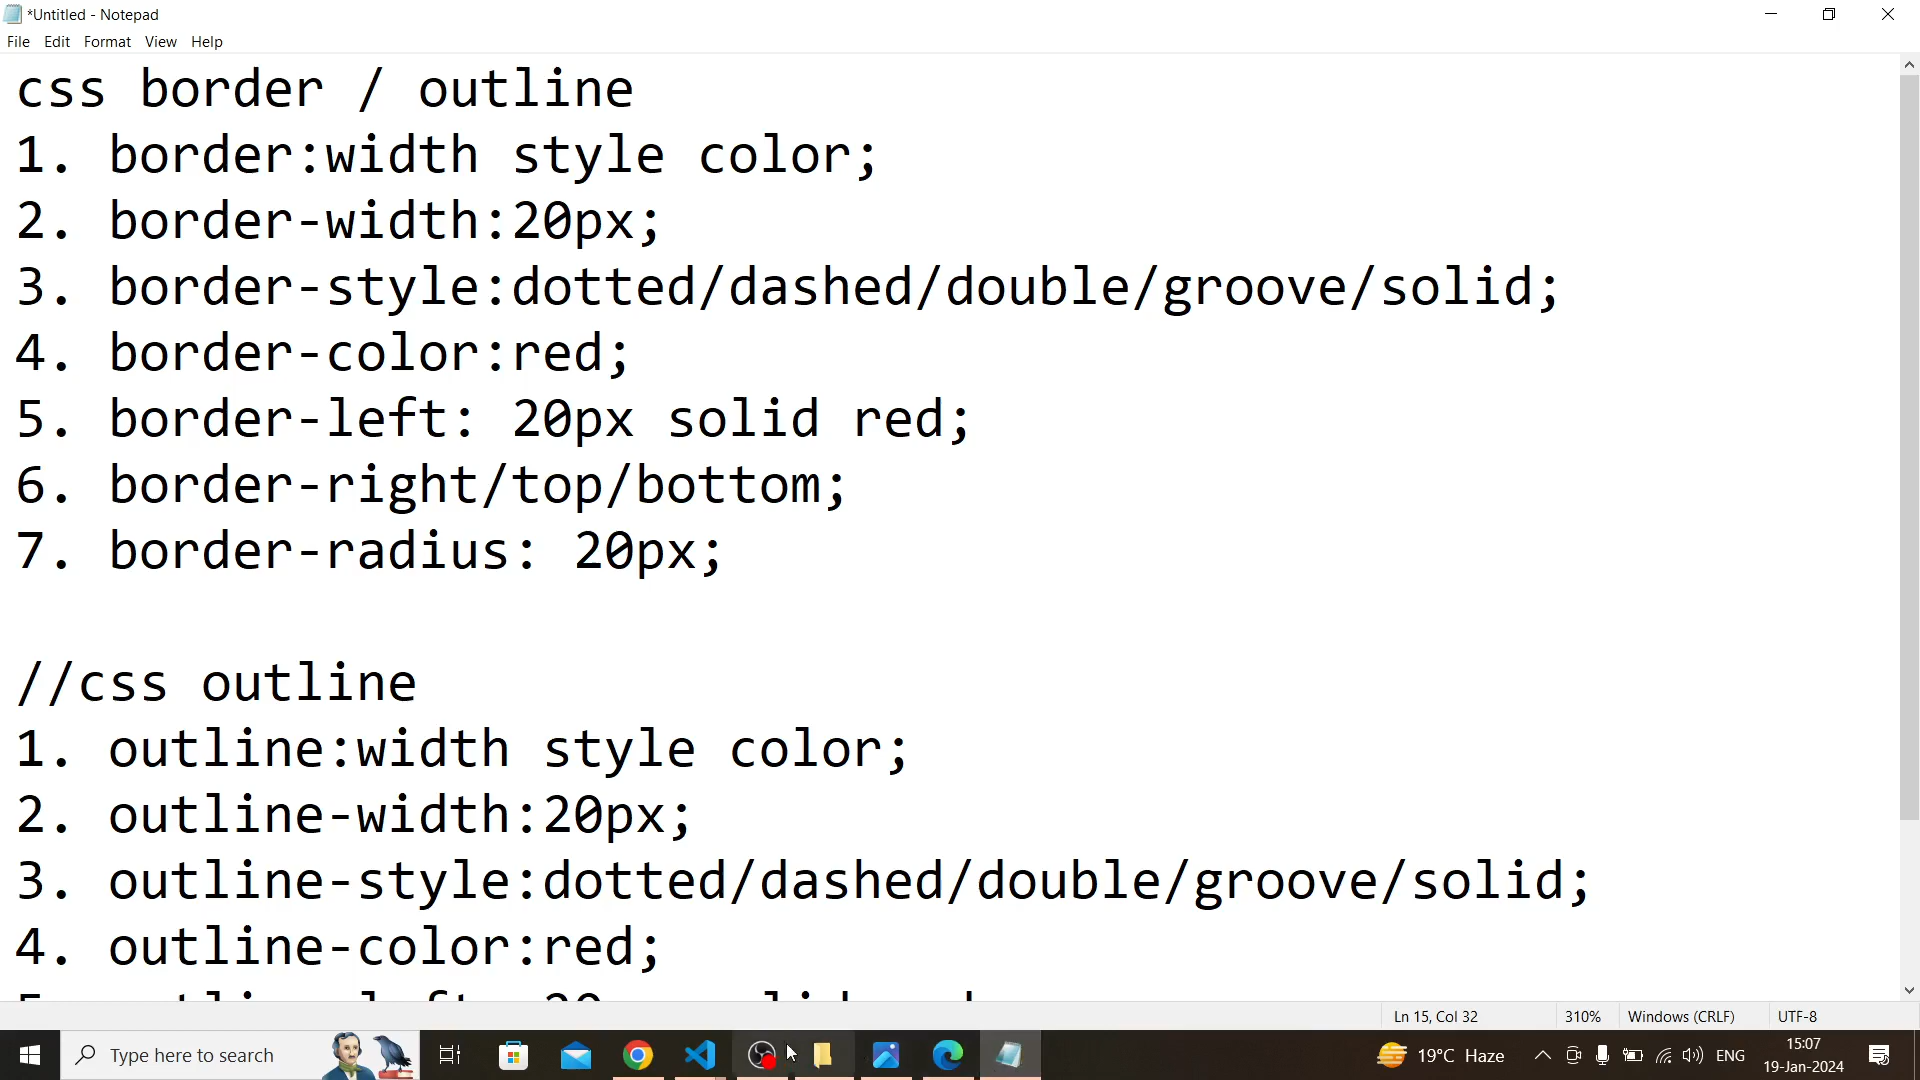 *Untitled - Notepad
File Edit Format View Help
css border / outline
1. border:width style color;
2. border-width:20px;
3. border-style:dotted/dashed/double/groove/solid;
4. border-color:red;
5. border-left: 20px solid red;
6. border-right/top/bottom;
7. border-radius: 20px;
//css outline
1. outline:width style color;
2. outline-width:20px;
3. outline-style:dotted/dashed/double/groove/solid;
4. outline-color:red;
Ln 15, Col 32 310% Windows (CRLF) UTF-8
Type here to search
19°C Haze
ENG
15:07
19-Jan-2024